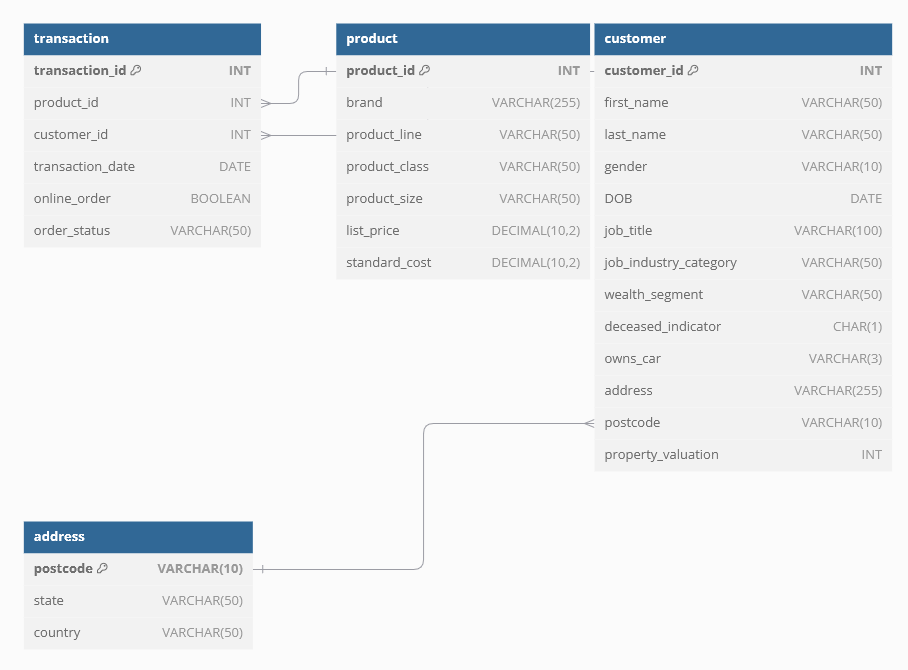 transaction
transaction_id INT
product_id INT
customer_id INT
transaction_date DATE
online_order BOOLEAN
order_status VARCHAR(50)
product
product_id INT
brand VARCHAR(255)
product_line VARCHAR(50)
product_class VARCHAR(50)
product_size VARCHAR(50)
list_price DECIMAL(10,2)
standard_cost DECIMAL(10,2)
customer
customer_id INT
first_name VARCHAR(50)
last_name VARCHAR(50)
gender VARCHAR(10)
DOB DATE
job_title VARCHAR(100)
job_industry_category VARCHAR(50)
wealth_segment VARCHAR(50)
deceased_indicator CHAR(1)
owns_car VARCHAR(3)
address VARCHAR(255)
postcode VARCHAR(10)
property_valuation INT
address
postcode VARCHAR(10)
state VARCHAR(50)
country VARCHAR(50)